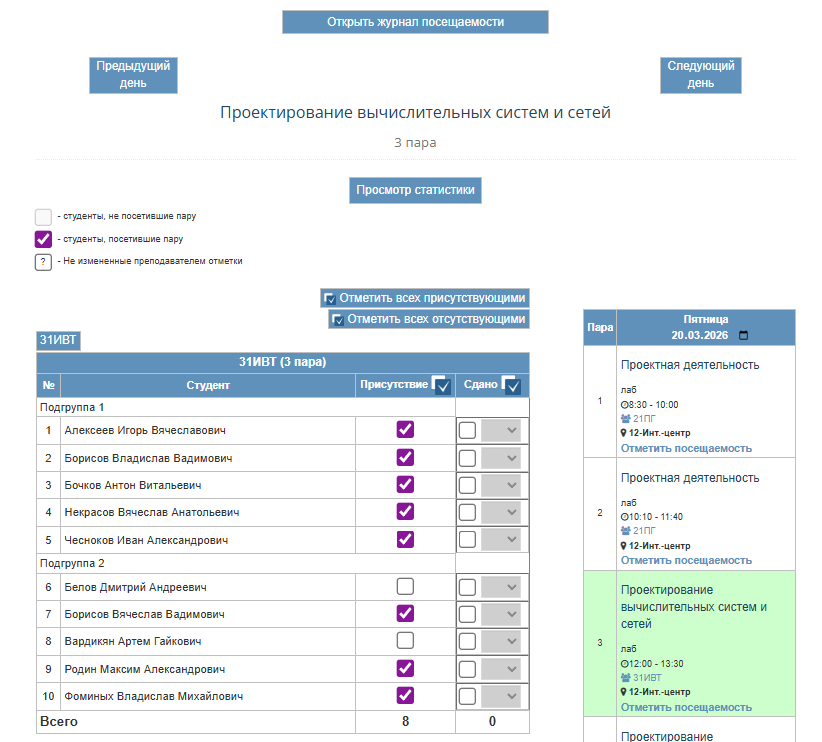 Открыть журнал посещаемости
Предыдущий
день
Следующий
день
Проектирование вычислительных систем и сетей
3 пара
Просмотр статистики
- студенты, не посетившие пару
- студенты, посетившие пару
? - Не измененные преподавателем отметки
Отметить всех присутствующими
Отметить всех отсутствующими
31ИВТ
31ИВТ (3 пара)
№ Студент Присутствие Сдано
Подгруппа 1
1 Алексеев Игорь Вячеславович
2 Борисов Владислав Вадимович
3 Бочков Антон Витальевич
4 Некрасов Вячеслав Анатольевич
5 Чесноков Иван Александрович
Подгруппа 2
6 Белов Дмитрий Андреевич
7 Борисов Вячеслав Вадимович
8 Вардикян Артем Гайкович
9 Родин Максим Александрович
10 Фоминых Владислав Михайлович
Всего 8 0
Пара Пятница
20.03.2026
1
Проектная деятельность
лаб
8:30 - 10:00
21ПГ
12-Инт.-центр
Отметить посещаемость
2
Проектная деятельность
лаб
10:10 - 11:40
21ПГ
12-Инт.-центр
Отметить посещаемость
3
Проектирование
вычислительных систем и
сетей
лаб
12:00 - 13:30
31ИВТ
12-Инт.-центр
Отметить посещаемость
Проектирование